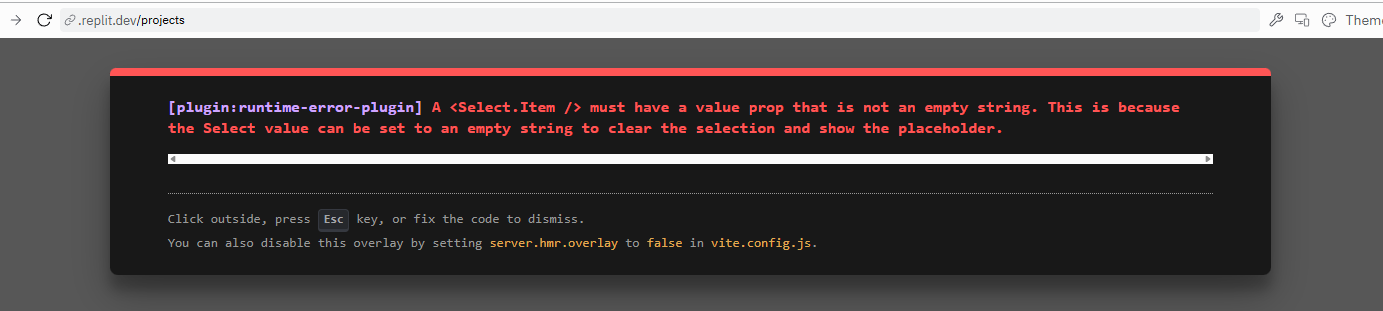 .replit.dev/projects
Theme
[plugin:runtime-error-plugin] A <Select.Item /> must have a value prop that is not an empty string. This is because
the Select value can be set to an empty string to clear the selection and show the placeholder.
Click outside, press Esc key, or fix the code to dismiss.
You can also disable this overlay by setting server.hmr.overlay to false in vite.config.js.